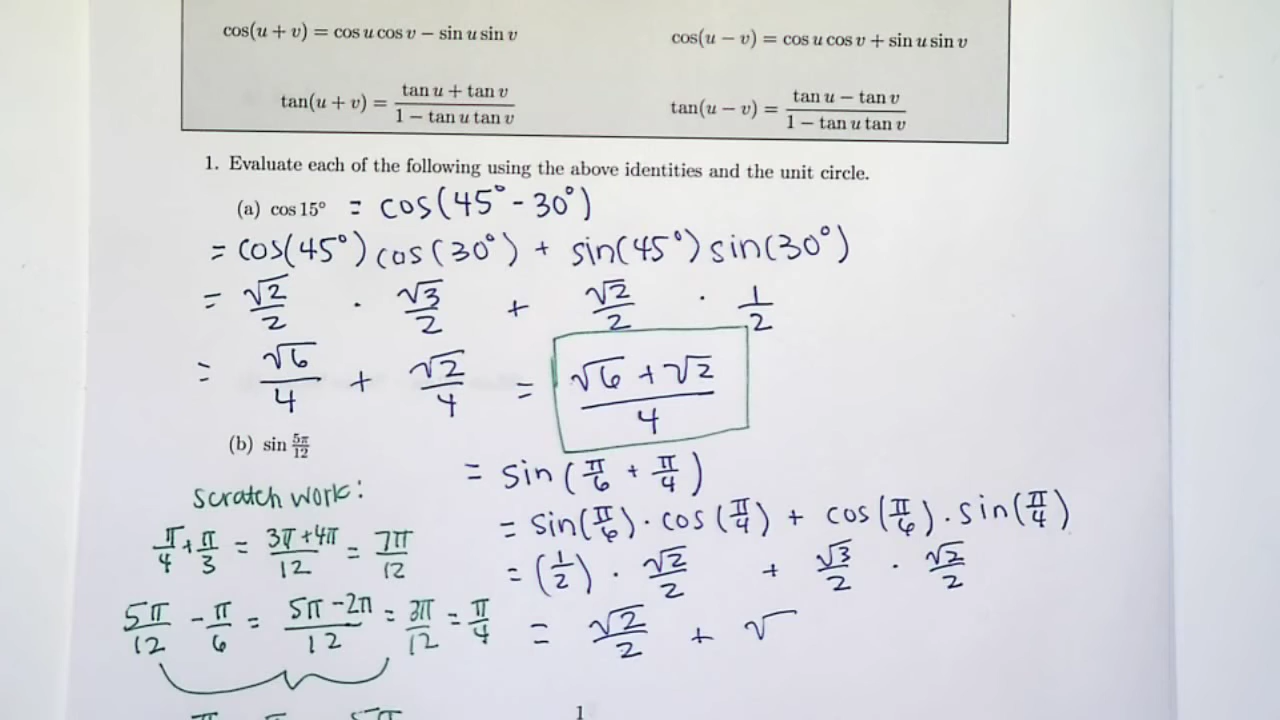 cos(u + v) = cos u cos v − sin u sin v
cos(u − v) = cos u cos v + sin u sin v
tan(u + v) = (tan u + tan v)/(1 − tan u tan v)
tan(u − v) = (tan u − tan v)/(1 − tan u tan v)
1. Evaluate each of the following using the above identities and the unit circle.
(a) cos 15° = cos(45° - 30°)
= cos(45°) cos(30°) + sin(45°) sin(30°)
= √2/2 · √3/2 + √2/2 · 1/2
= √6/4 + √2/4 = (√6 + √2)/4
(b) sin 5π/12
= sin(π/6 + π/4)
= sin(π/6) · cos(π/4) + cos(π/6) · sin(π/4)
= (1/2) · √2/2 + √3/2 · √2/2
= √2/2 + √
scratch work:
π/4 + π/3 = (3π + 4π)/12 = 7π/12
5π/12 - π/6 = (5π - 2π)/12 = 3π/12 = π/4
1